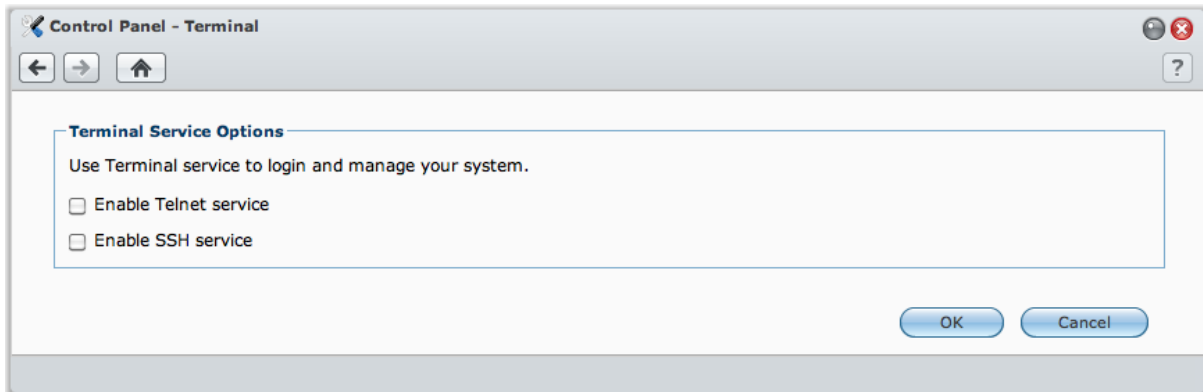 Control Panel - Terminal
?
Terminal Service Options
Use Terminal service to login and manage your system.
Enable Telnet service
Enable SSH service
OK Cancel